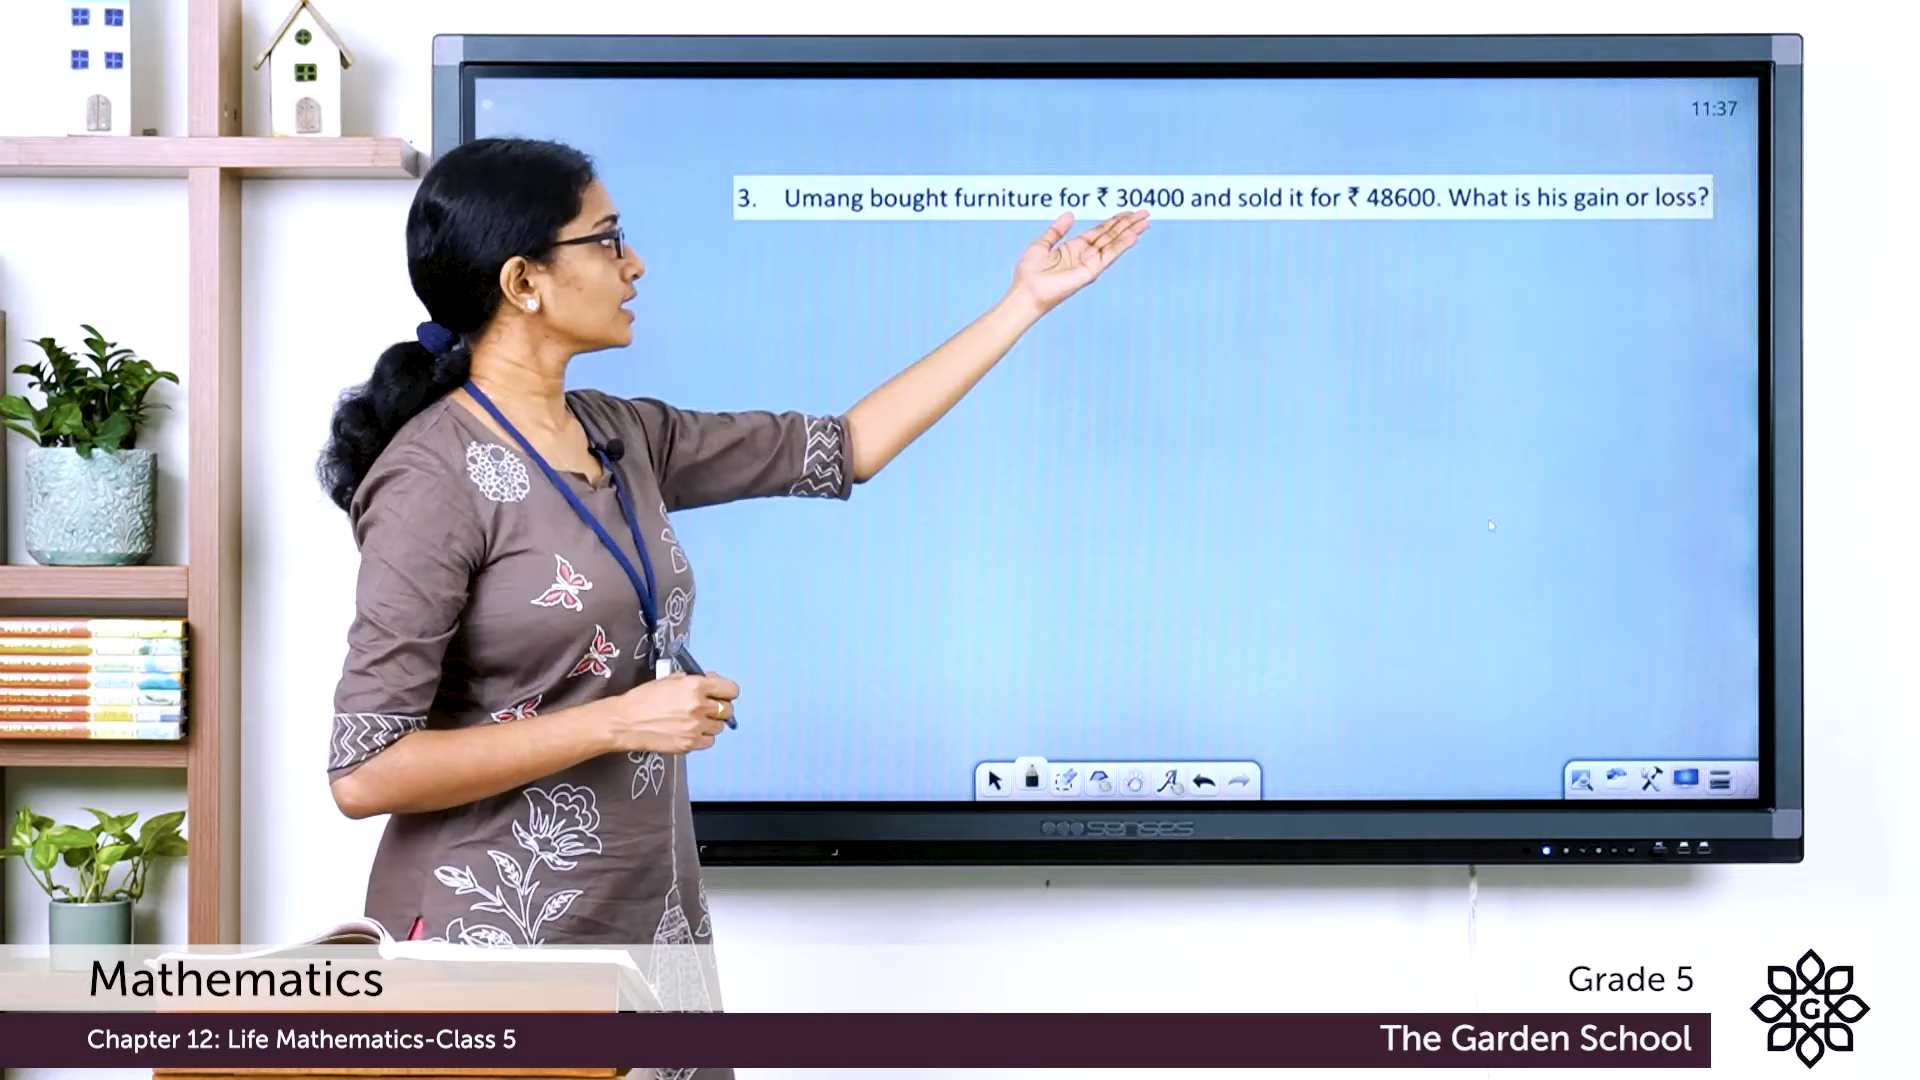 11:37
3. Umang bought furniture for ₹ 30400 and sold it for ₹ 48600. What is his gain or loss?
senses
Mathematics
Grade 5
G
Chapter 12: Life Mathematics-Class 5
The Garden School